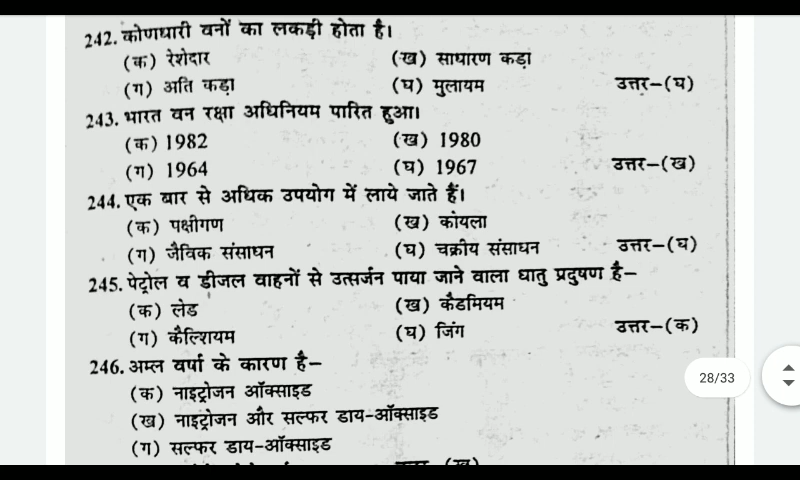 242. कोणधारी वनों का लकड़ी होता है।
(क) रेशेदार (ख) साधारण कड़ा
(ग) अति कड़ा (घ) मुलायम उत्तर-(घ)
243. भारत वन रक्षा अधिनियम पारित हुआ।
(क) 1982 (ख) 1980
(ग) 1964 (घ) 1967 उत्तर-(ख)
244. एक बार से अधिक उपयोग में लाये जाते हैं।
(क) पक्षीगण (ख) कोयला
(ग) जैविक संसाधन (घ) चक्रीय संसाधन उत्तर-(घ)
245. पेट्रोल व डीजल वाहनों से उत्सर्जन पाया जाने वाला धातु प्रदुषण है-
(क) लेड (ख) कैडमियम
(ग) कैल्शियम (घ) जिंग उत्तर-(क)
246. अम्ल वर्षा के कारण है-
28/33
(क) नाइट्रोजन ऑक्साइड
(ख) नाइट्रोजन और सल्फर डाय-ऑक्साइड
(ग) सल्फर डाय-ऑक्साइड